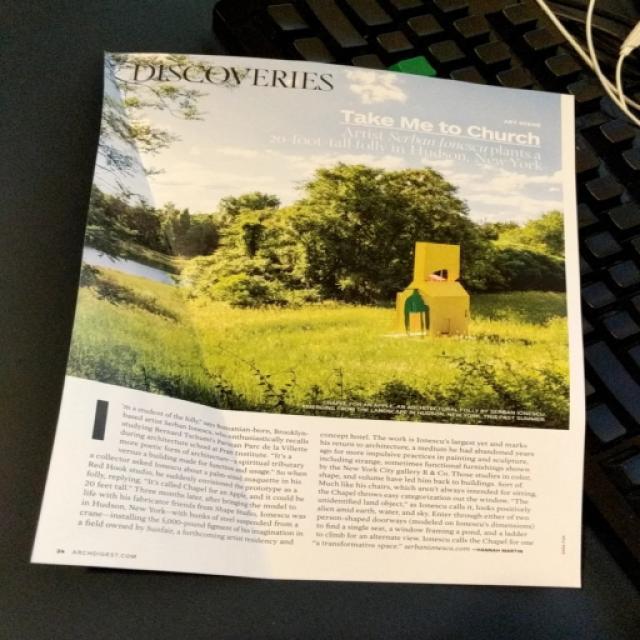 DISCOVERIES
ART SCENE
Take Me to Church
Artist Serban Ionescu plants a
20-foot-tall folly in Hudson, New York
CHAPEL FOR AN APPLE, AN ARCHITECTURAL FOLLY BY SERBAN IONESCU,
EMERGING FROM THE LANDSCAPE IN HUDSON, NEW YORK, THIS PAST SUMMER.
I'm a student of the folly," says Romanian-born, Brooklyn-
based artist Serban Ionescu, who enthusiastically recalls
studying Bernard Tschumi's Parisian Parc de la Villette
during architecture school at Pratt Institute. "It's a
more poetic form of architecture—a spiritual tributary
versus a building made for function and usage." So when
a collector asked Ionescu about a palm-sized maquette in his
Red Hook studio, he suddenly envisioned the prototype as a
folly, replying, "It's called Chapel for an Apple, and it could be
20 feet tall." Three months later, after bringing the model to
life with his fabricator friends from Shape Studio, Ionescu was
in Hudson, New York—with hunks of steel suspended from a
crane—installing the 5,000-pound figment of his imagination in
a field owned by Sunfair, a forthcoming artist residency and
concept hotel. The work is Ionescu's largest yet and marks
his return to architecture, a medium he had abandoned years
ago for more impulsive practices in painting and sculpture,
including strange, sometimes functional furnishings shown
by the New York City gallery R & Co. Those studies in color,
shape, and volume have led him back to buildings. Sort of.
Much like his chairs, which aren't always intended for sitting,
the Chapel thrives easy categorization out in the window. "The
unidentified land object," as Ionescu calls it, looks positively
alien amid earth, water, and sky. Enter through either of two
person-shaped doorways (modeled on Ionescu's dimensions)
to find a single seat, a window framing a pond, and a ladder
to climb for an alternate view. Ionescu calls the Chapel for one
"a transformative space." serbanionescu.com —HANNAH MARTIN
24 ARCHDIGEST.COM